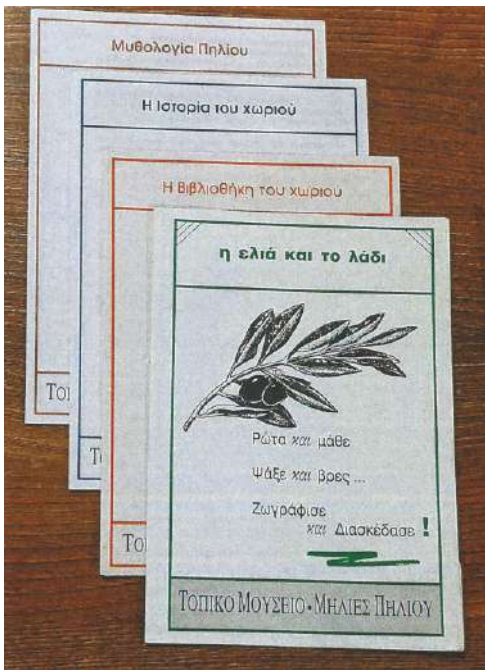 Μυθολογία Πηλίου
Η Ιστορία του χωριού
Η Βιβλιοθήκη του χωριού
η ελιά και το λάδι
Ρώτα και μάθε
Ψάξε και βρες ...
Ζωγράφισε
και Διασκέδασε !
ΤΟΠΙΚΟ ΜΟΥΣΕΙΟ • ΜΗΛΙΕΣ ΠΗΛΙΟΥ